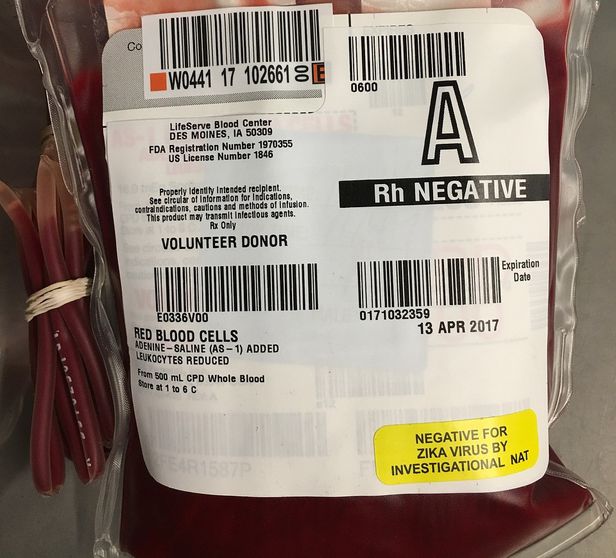 Co
W0441 17 102661 00 E
0600
A
Rh NEGATIVE
LifeServe Blood Center
DES MOINES, IA 50309
FDA Registration Number 1970355
US License Number 1846
Properly Identify Intended recipient.
See circular of Information for Indications,
contraindications, cautions and methods of Infusion.
This product may transmit Infectious agents.
Rx Only
VOLUNTEER DONOR
E0336V00
Expiration
Date
0171032359
13 APR 2017
RED BLOOD CELLS
ADENINE-SALINE (AS-1) ADDED
LEUKOCYTES REDUCED
From 500 mL CPD Whole Blood
Store at 1 to 6 C
NEGATIVE FOR
ZIKA VIRUS BY
INVESTIGATIONAL NAT